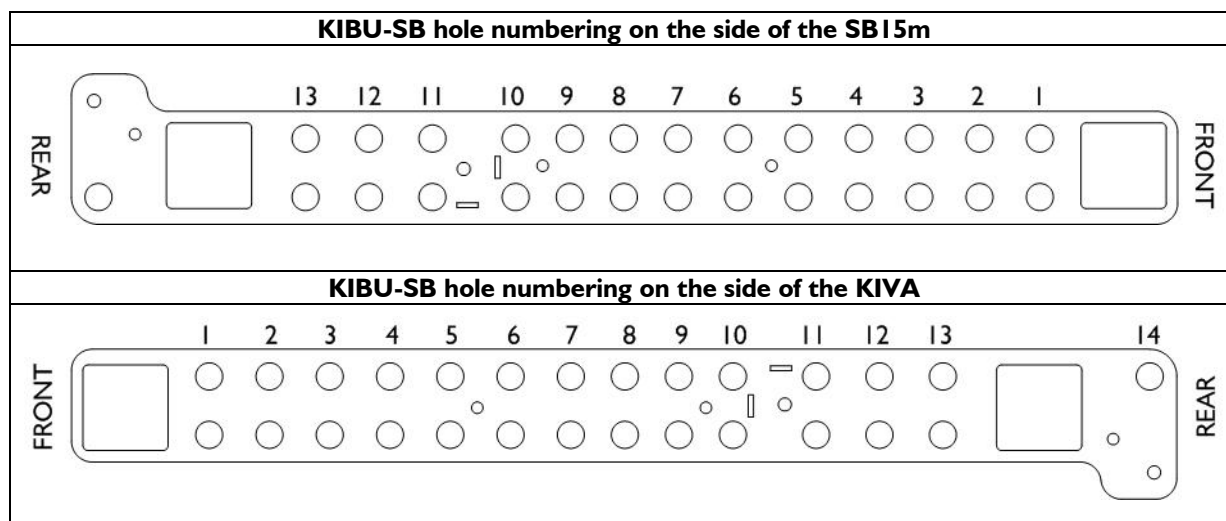 KIBU-SB hole numbering on the side of the SB15m
13 12 11 10 9 8 7 6 5 4 3 2 1
REAR
FRONT
KIBU-SB hole numbering on the side of the KIVA
1 2 3 4 5 6 7 8 9 10 11 12 13 14
FRONT
REAR